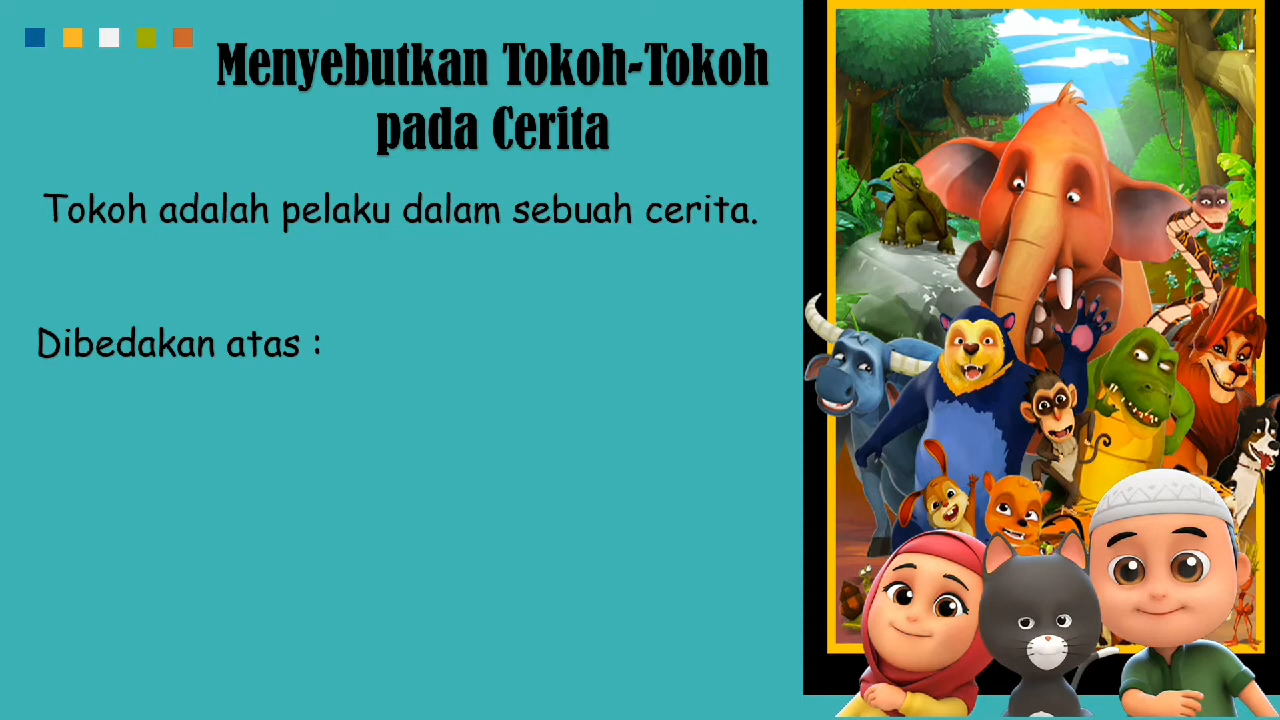 Menyebutkan Tokoh-Tokoh
pada Cerita
Tokoh adalah pelaku dalam sebuah cerita.
Dibedakan atas :